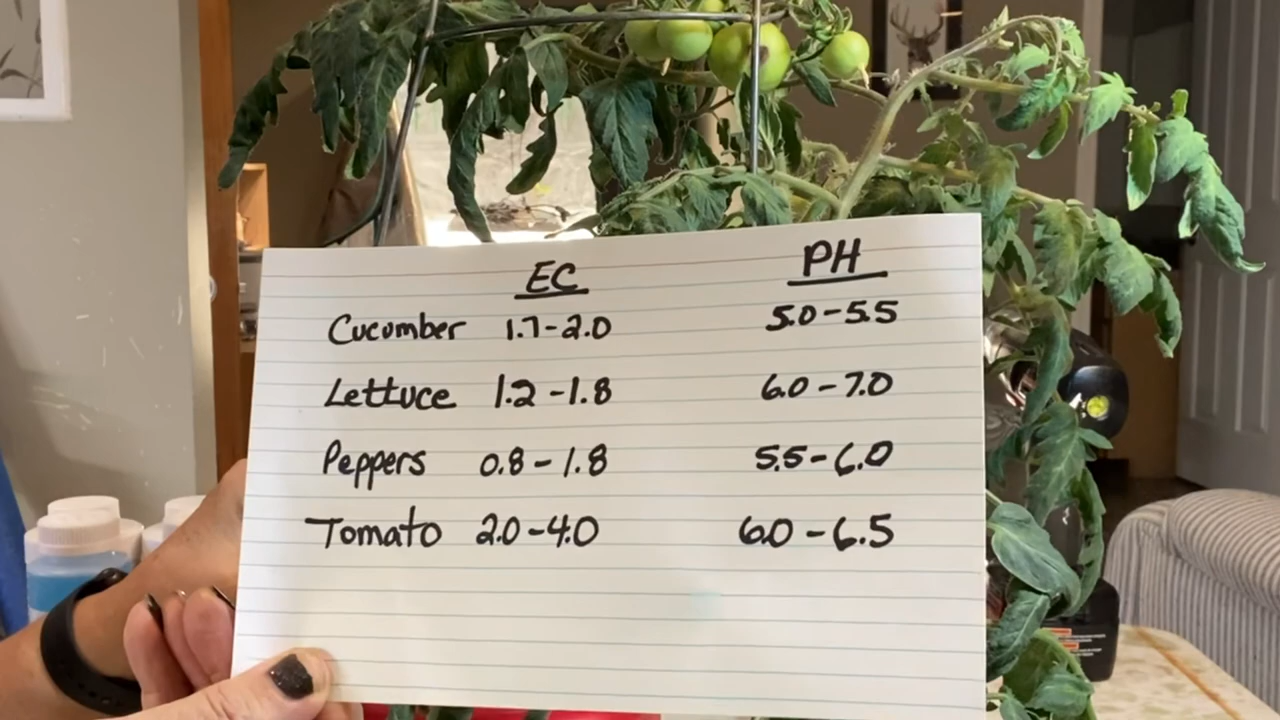 EC PH
Cucumber 1.7-2.0 5.0-5.5
Lettuce 1.2-1.8 6.0-7.0
Peppers 0.8-1.8 5.5-6.0
Tomato 2.0-4.0 6.0-6.5